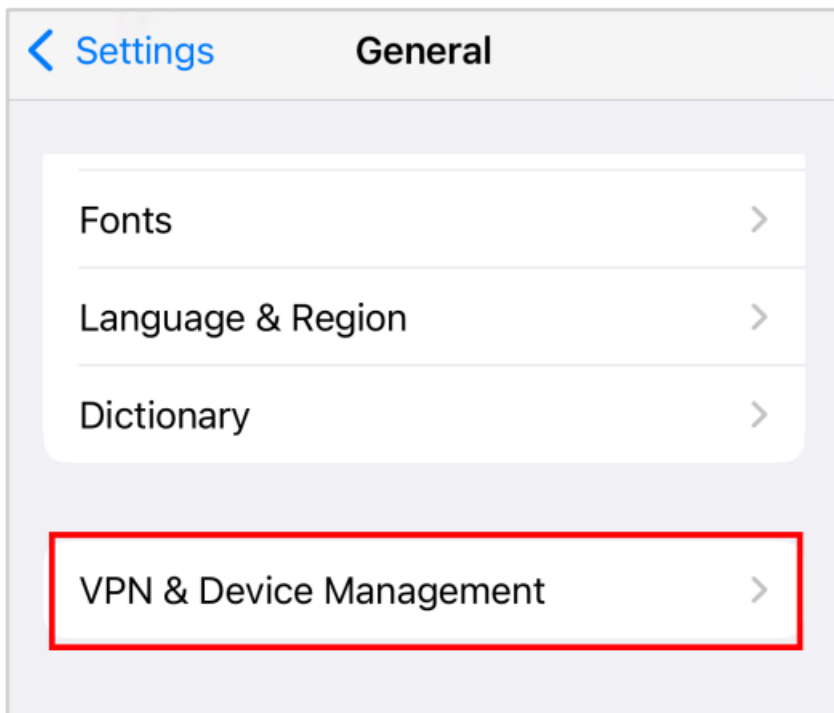 Settings
General
Fonts
Language & Region
Dictionary
VPN & Device Management